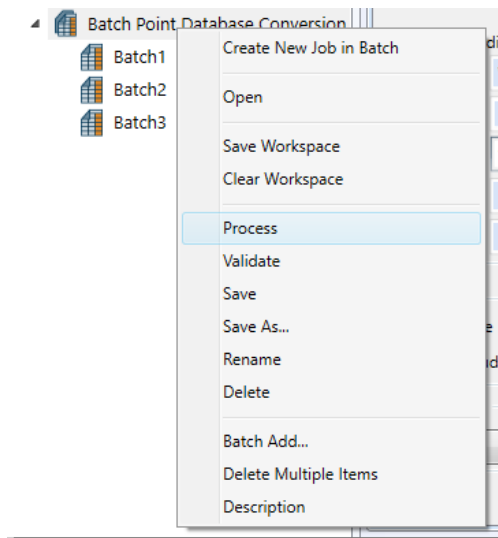 Batch Point Database Conversion
Batch1
Batch2
Batch3
Create New Job in Batch
Open
Save Workspace
Clear Workspace
Process
Validate
Save
Save As...
Rename
Delete
Batch Add...
Delete Multiple Items
Description